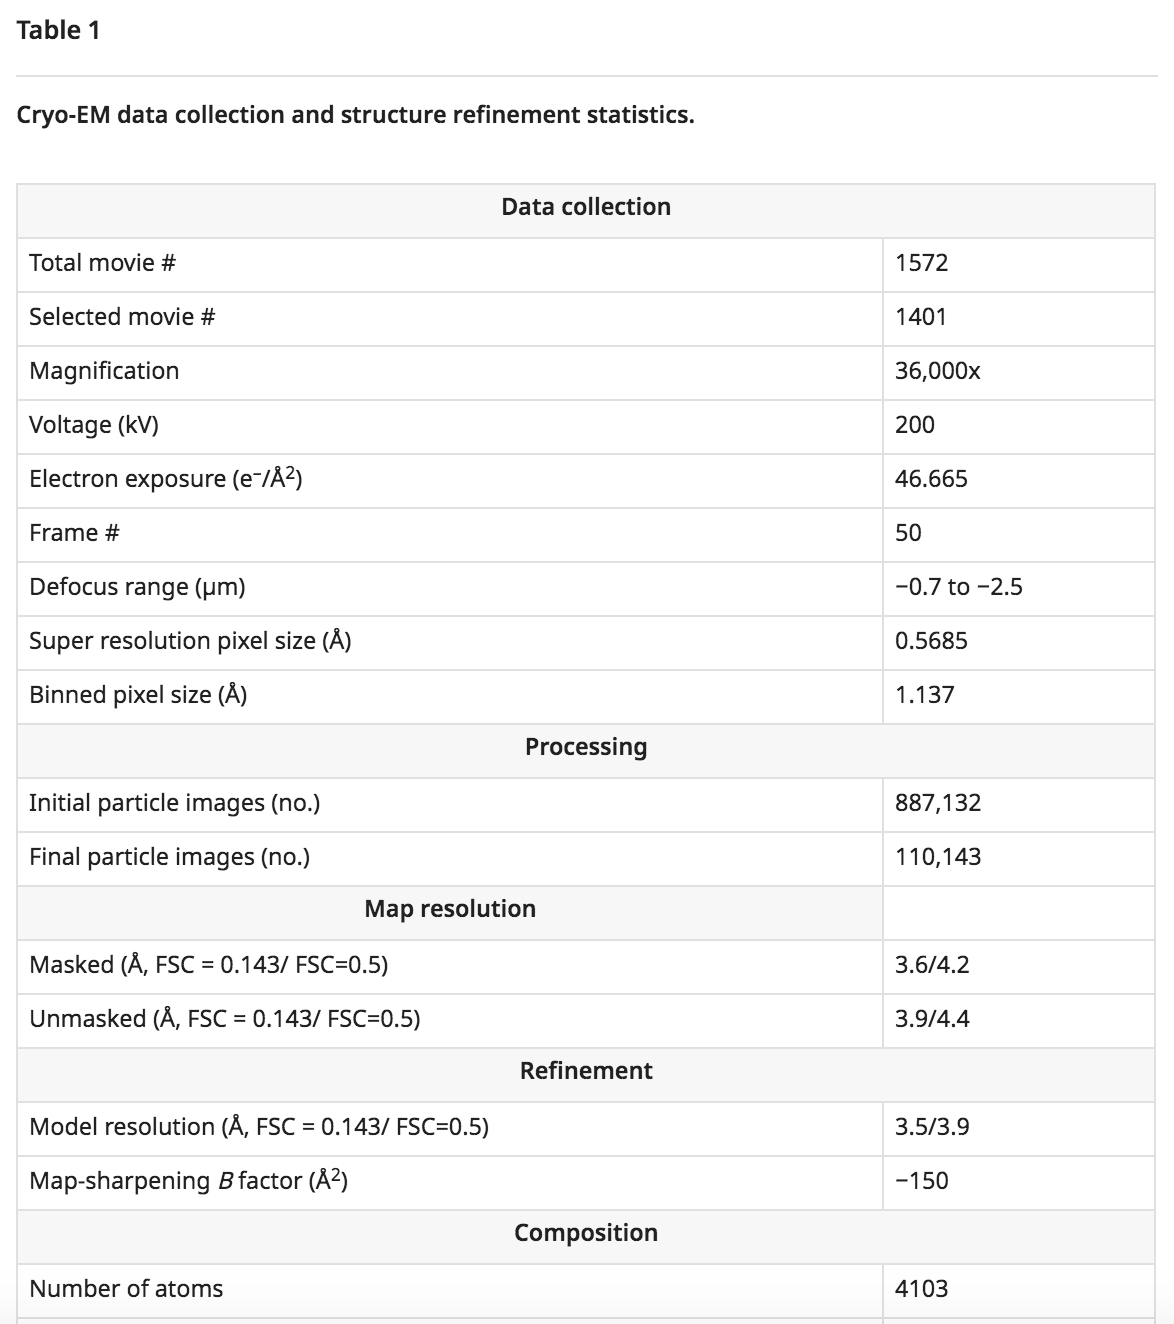 Table 1
Cryo-EM data collection and structure refinement statistics.
Data collection
Total movie # 1572
Selected movie # 1401
Magnification 36,000x
Voltage (kV) 200
Electron exposure (e⁻/Å²) 46.665
Frame # 50
Defocus range (μm) −0.7 to −2.5
Super resolution pixel size (Å) 0.5685
Binned pixel size (Å) 1.137
Processing
Initial particle images (no.) 887,132
Final particle images (no.) 110,143
Map resolution
Masked (Å, FSC = 0.143/ FSC=0.5) 3.6/4.2
Unmasked (Å, FSC = 0.143/ FSC=0.5) 3.9/4.4
Refinement
Model resolution (Å, FSC = 0.143/ FSC=0.5) 3.5/3.9
Map-sharpening B factor (Å²) −150
Composition
Number of atoms 4103